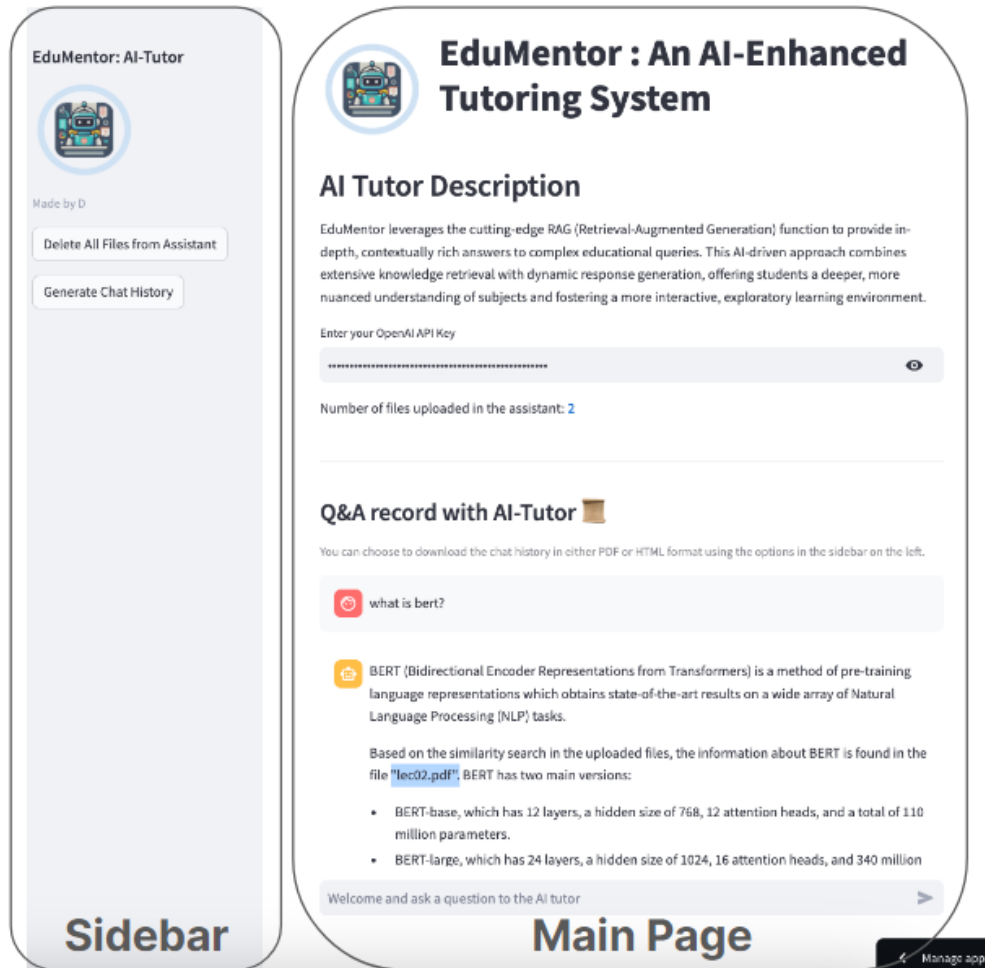 EduMentor: AI-Tutor
Made by D
Delete All Files from Assistant
Generate Chat History
Sidebar
EduMentor : An AI-Enhanced
Tutoring System
AI Tutor Description
EduMentor leverages the cutting-edge RAG (Retrieval-Augmented Generation) function to provide in-
depth, contextually rich answers to complex educational queries. This AI-driven approach combines
extensive knowledge retrieval with dynamic response generation, offering students a deeper, more
nuanced understanding of subjects and fostering a more interactive, exploratory learning environment.
Enter your OpenAI API Key
Number of files uploaded in the assistant: 2
Q&A record with AI-Tutor
You can choose to download the chat history in either PDF or HTML format using the options in the sidebar on the left.
what is bert?
BERT (Bidirectional Encoder Representations from Transformers) is a method of pre-training
language representations which obtains state-of-the-art results on a wide array of Natural
Language Processing (NLP) tasks.
Based on the similarity search in the uploaded files, the information about BERT is found in the
file "lec02.pdf". BERT has two main versions:
• BERT-base, which has 12 layers, a hidden size of 768, 12 attention heads, and a total of 110
million parameters.
• BERT-large, which has 24 layers, a hidden size of 1024, 16 attention heads, and 340 million
Welcome and ask a question to the AI tutor
Main Page
Manage app